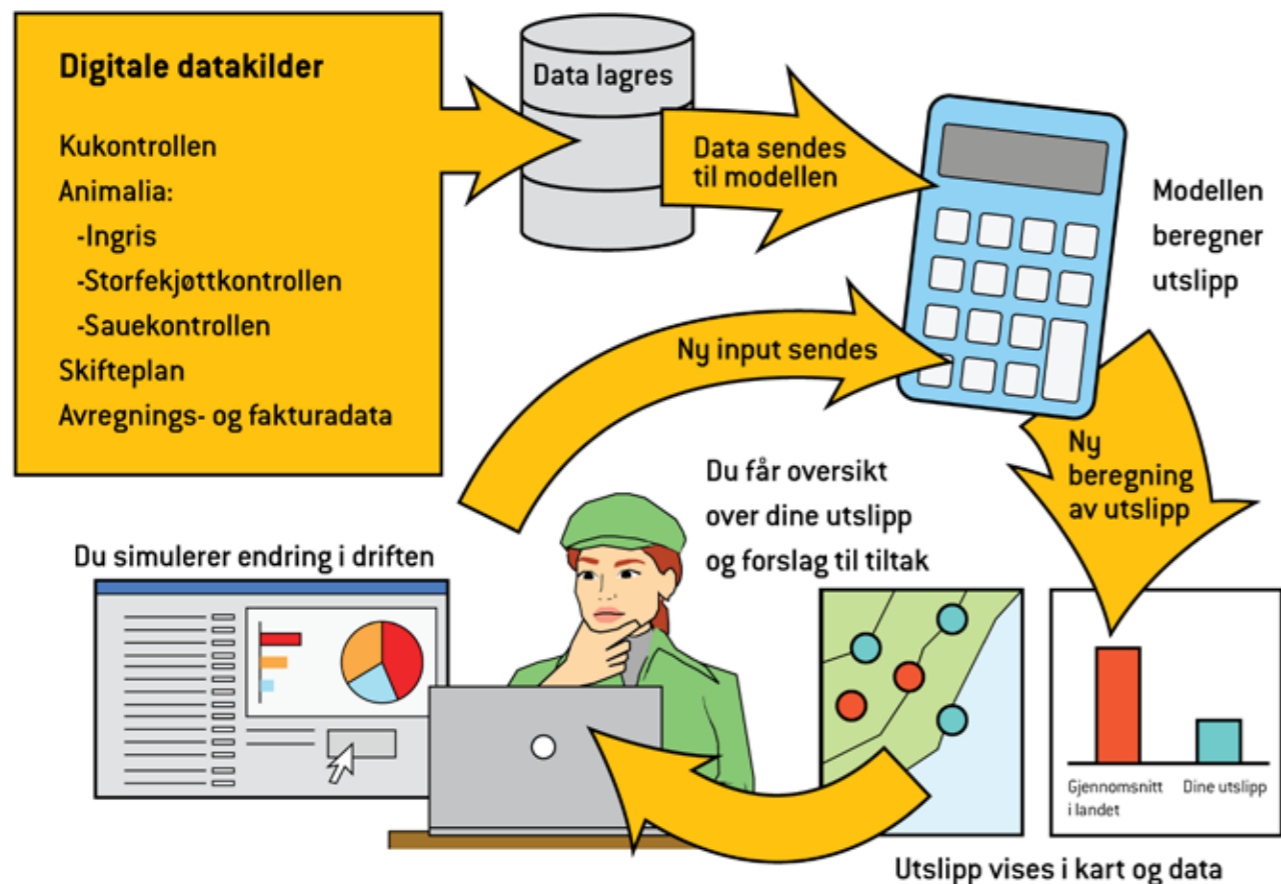 Digitale datakilder
Kukontrollen
Animalia:
-Ingris
-Storfekjøttkontrollen
-Sauekontrollen
Skifteplan
Avregnings- og fakturadata
Data lagres
Data sendes
til modellen
Modellen
beregner
utslipp
Ny input sendes
Ny
beregning
av utslipp
Du får oversikt
over dine utslipp
og forslag til tiltak
Du simulerer endring i driften
Gjennomsnitt
i landet
Dine utslipp
Utslipp vises i kart og data